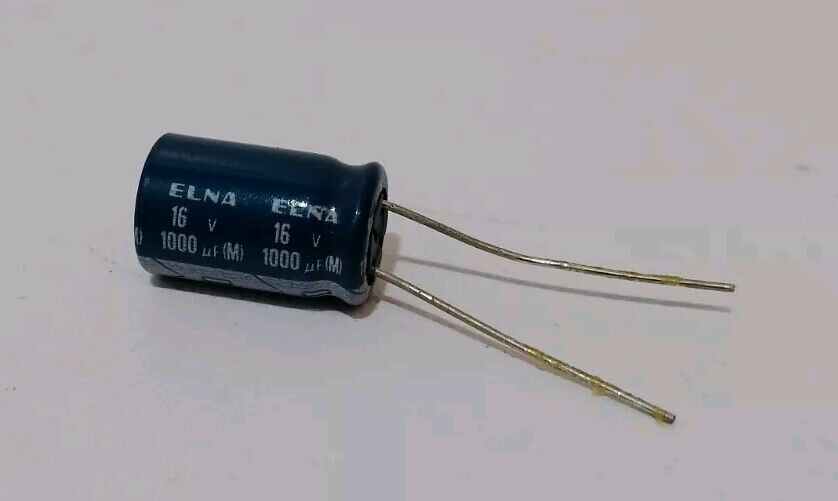 ELNA
16 V
1000 µF(M)
ELNA
16 V
1000 µF(M)
)